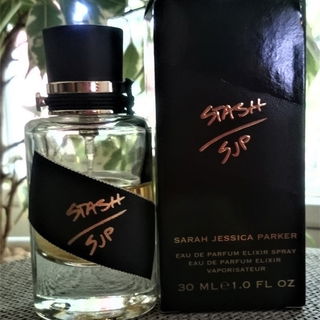 STASH
SJP
STASH
SJP
SARAH JESSICA PARKER
EAU DE PARFUM ELIXIR SPRAY
EAU DE PARFUM ELIXIR
VAPORISATEUR
30 ML℮1.0 FL OZ